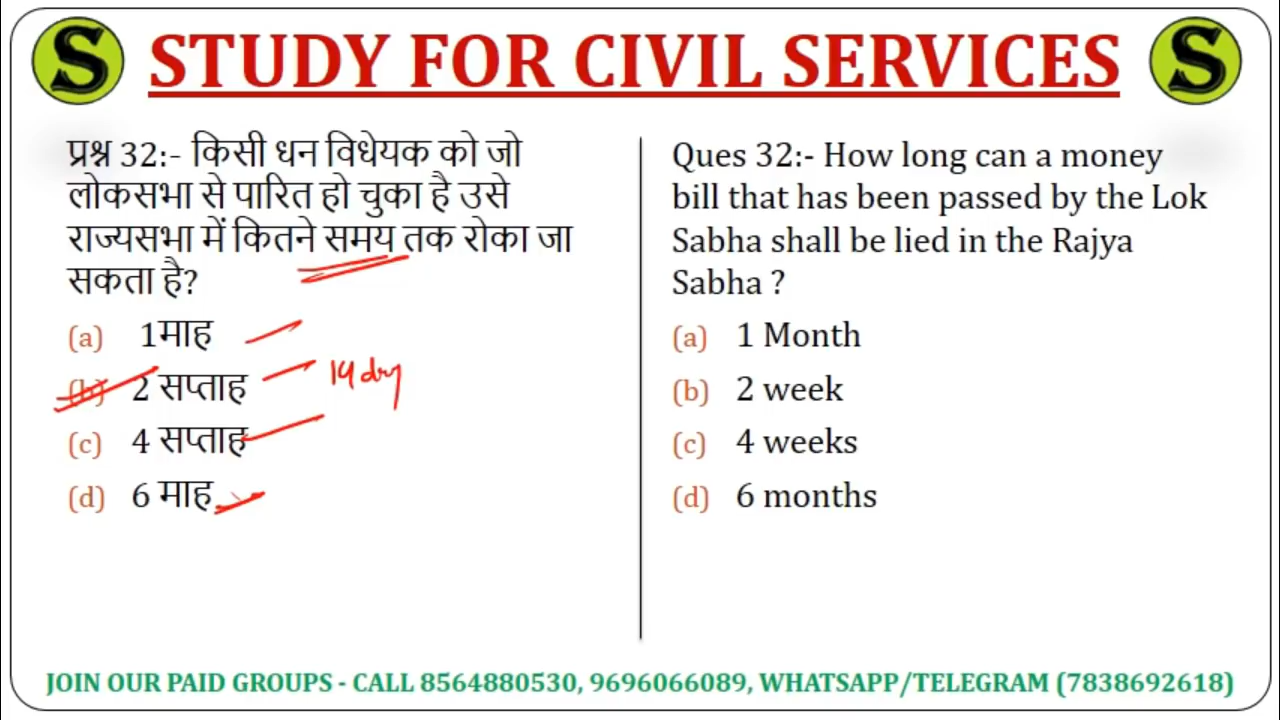 S STUDY FOR CIVIL SERVICES S
प्रश्न 32:- किसी धन विधेयक को जो
लोकसभा से पारित हो चुका है उसे
राज्यसभा में कितने समय तक रोका जा
सकता है?
(a) 1माह
(b) 2 सप्ताह 14 day
(c) 4 सप्ताह
(d) 6 माह
Ques 32:- How long can a money
bill that has been passed by the Lok
Sabha shall be lied in the Rajya
Sabha ?
(a) 1 Month
(b) 2 week
(c) 4 weeks
(d) 6 months
JOIN OUR PAID GROUPS - CALL 8564880530, 9696066089, WHATSAPP/TELEGRAM (7838692618)